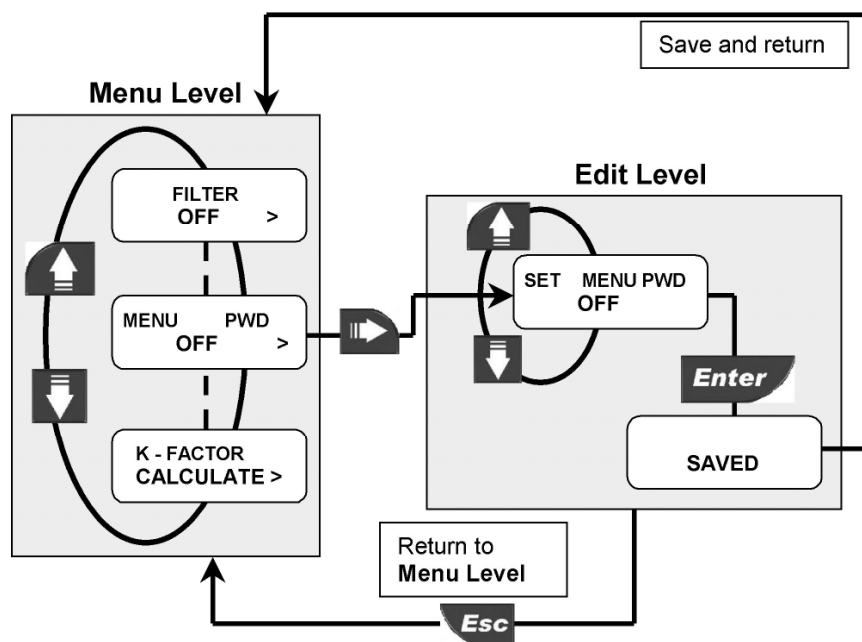 Save and return
Menu Level
FILTER
OFF >
MENU PWD
OFF >
K - FACTOR
CALCULATE >
Edit Level
SET MENU PWD
OFF
Enter
SAVED
Return to
Menu Level
Esc